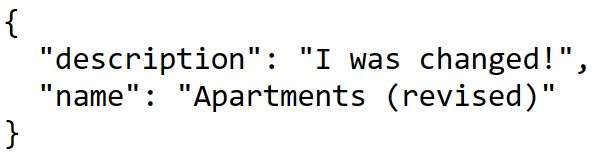 {
  "description": "I was changed!",
  "name": "Apartments (revised)"
}